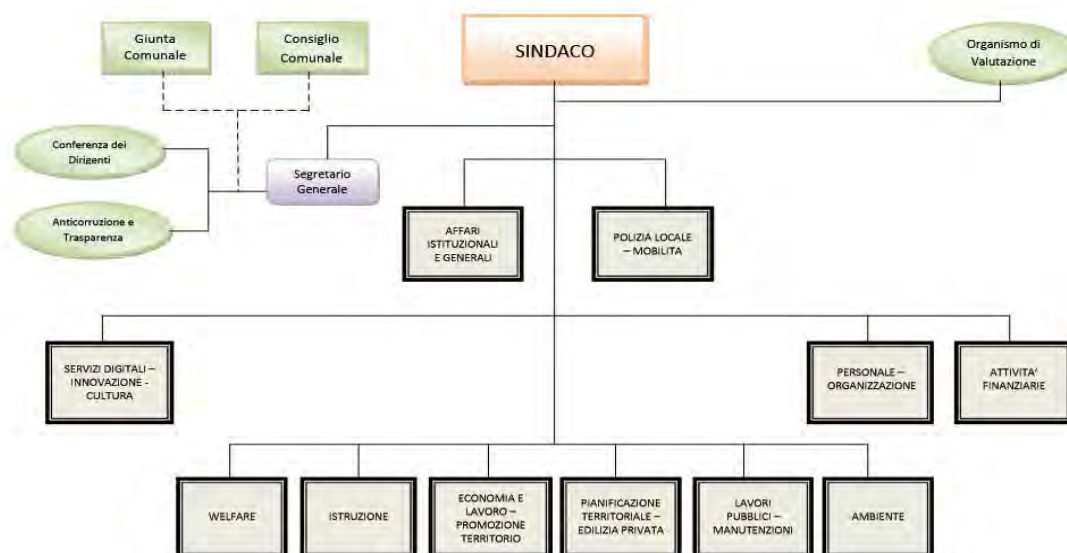 Giunta
Comunale
Consiglio
Comunale
SINDACO
Organismo di
Valutazione
Conferenza dei
Dirigenti
Segretario
Generale
Anticorruzione e
Trasparenza
AFFARI
ISTITUZIONALI
E GENERALI
POLIZIA LOCALE
– MOBILITA
SERVIZI DIGITALI –
INNOVAZIONE -
CULTURA
PERSONALE –
ORGANIZZAZIONE
ATTIVITA'
FINANZIARIE
WELFARE
ISTRUZIONE
ECONOMIA E
LAVORO –
PROMOZIONE
TERRITORIO
PIANIFICAZIONE
TERRITORIALE –
EDILIZIA PRIVATA
LAVORI
PUBBLICI –
MANUTENZIONI
AMBIENTE